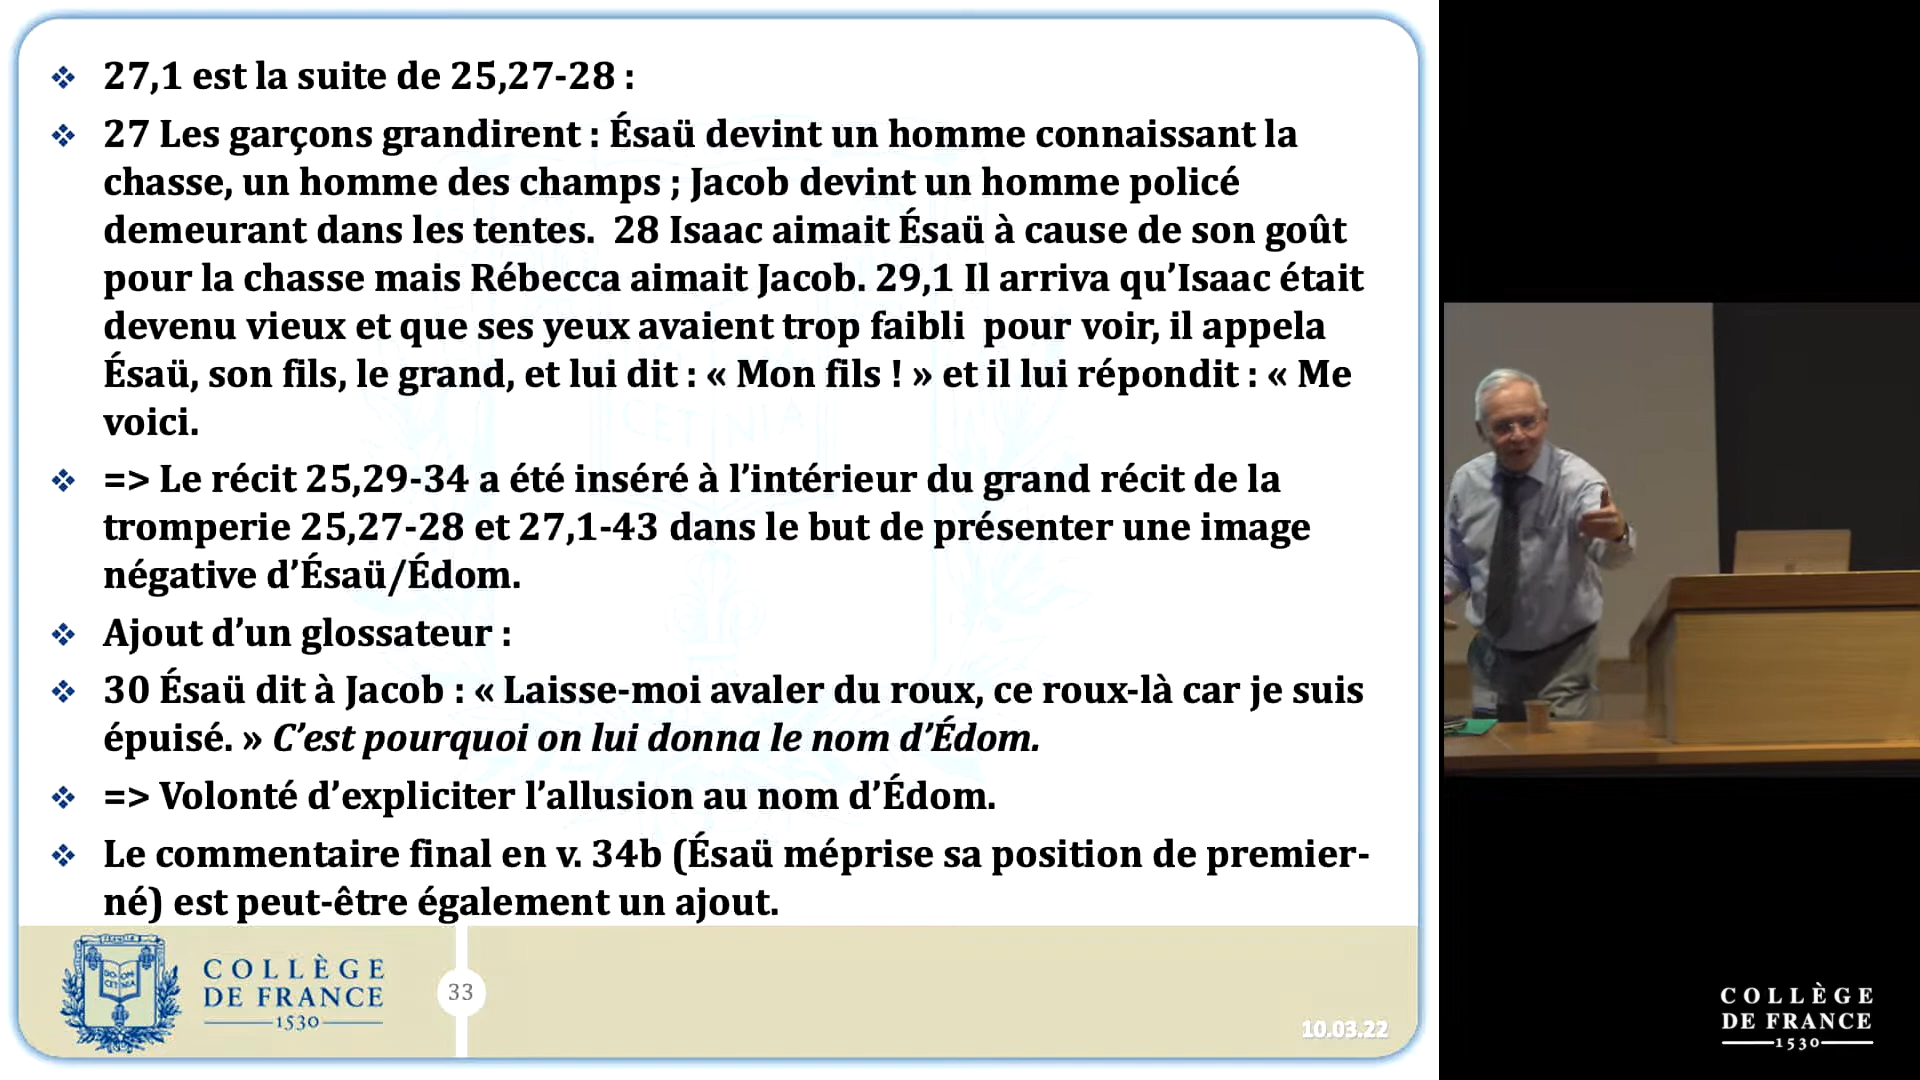 27,1 est la suite de 25,27-28 :
27 Les garçons grandirent : Ésaü devint un homme connaissant la
chasse, un homme des champs ; Jacob devint un homme policé
demeurant dans les tentes.  28 Isaac aimait Ésaü à cause de son goût
pour la chasse mais Rébecca aimait Jacob. 29,1 Il arriva qu’Isaac était
devenu vieux et que ses yeux avaient trop faibli  pour voir, il appela
Ésaü, son fils, le grand, et lui dit : « Mon fils ! » et il lui répondit : « Me
voici.
=> Le récit 25,29-34 a été inséré à l’intérieur du grand récit de la
tromperie 25,27-28 et 27,1-43 dans le but de présenter une image
négative d’Ésaü/Édom.
Ajout d’un glossateur :
30 Ésaü dit à Jacob : « Laisse-moi avaler du roux, ce roux-là car je suis
épuisé. » C’est pourquoi on lui donna le nom d’Édom.
=> Volonté d’expliciter l’allusion au nom d’Édom.
Le commentaire final en v. 34b (Ésaü méprise sa position de premier-
né) est peut-être également un ajout.
COLLÈGE
DE FRANCE
1530
33
10.03.22
COLLÈGE
DE FRANCE
1530